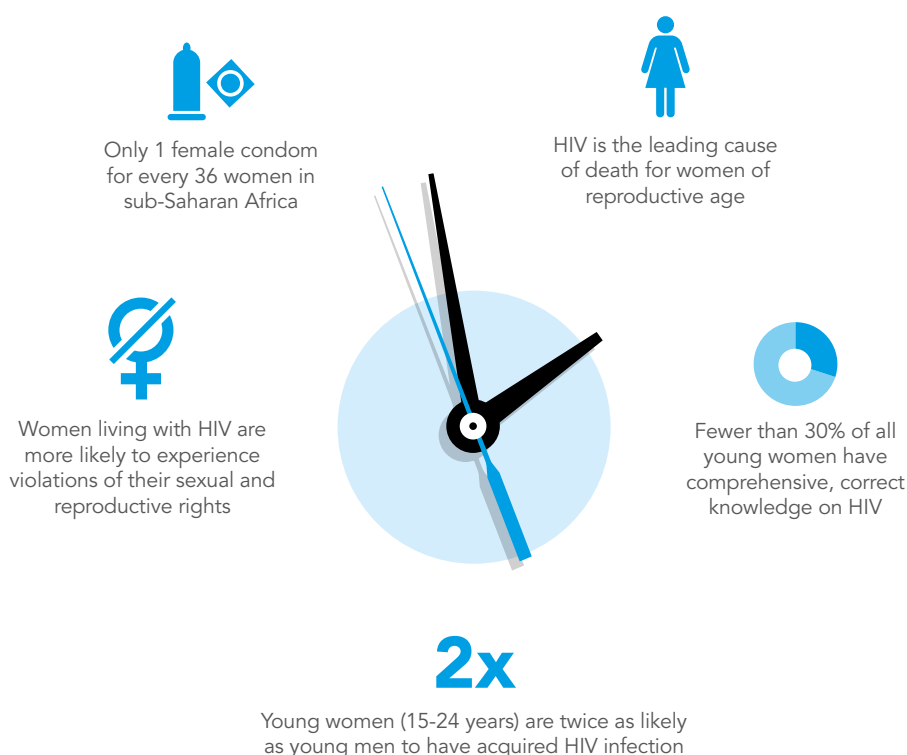 Only 1 female condom
for every 36 women in
sub-Saharan Africa
HIV is the leading cause
of death for women of
reproductive age
Women living with HIV are
more likely to experience
violations of their sexual and
reproductive rights
Fewer than 30% of all
young women have
comprehensive, correct
knowledge on HIV
2x
Young women (15-24 years) are twice as likely
as young men to have acquired HIV infection